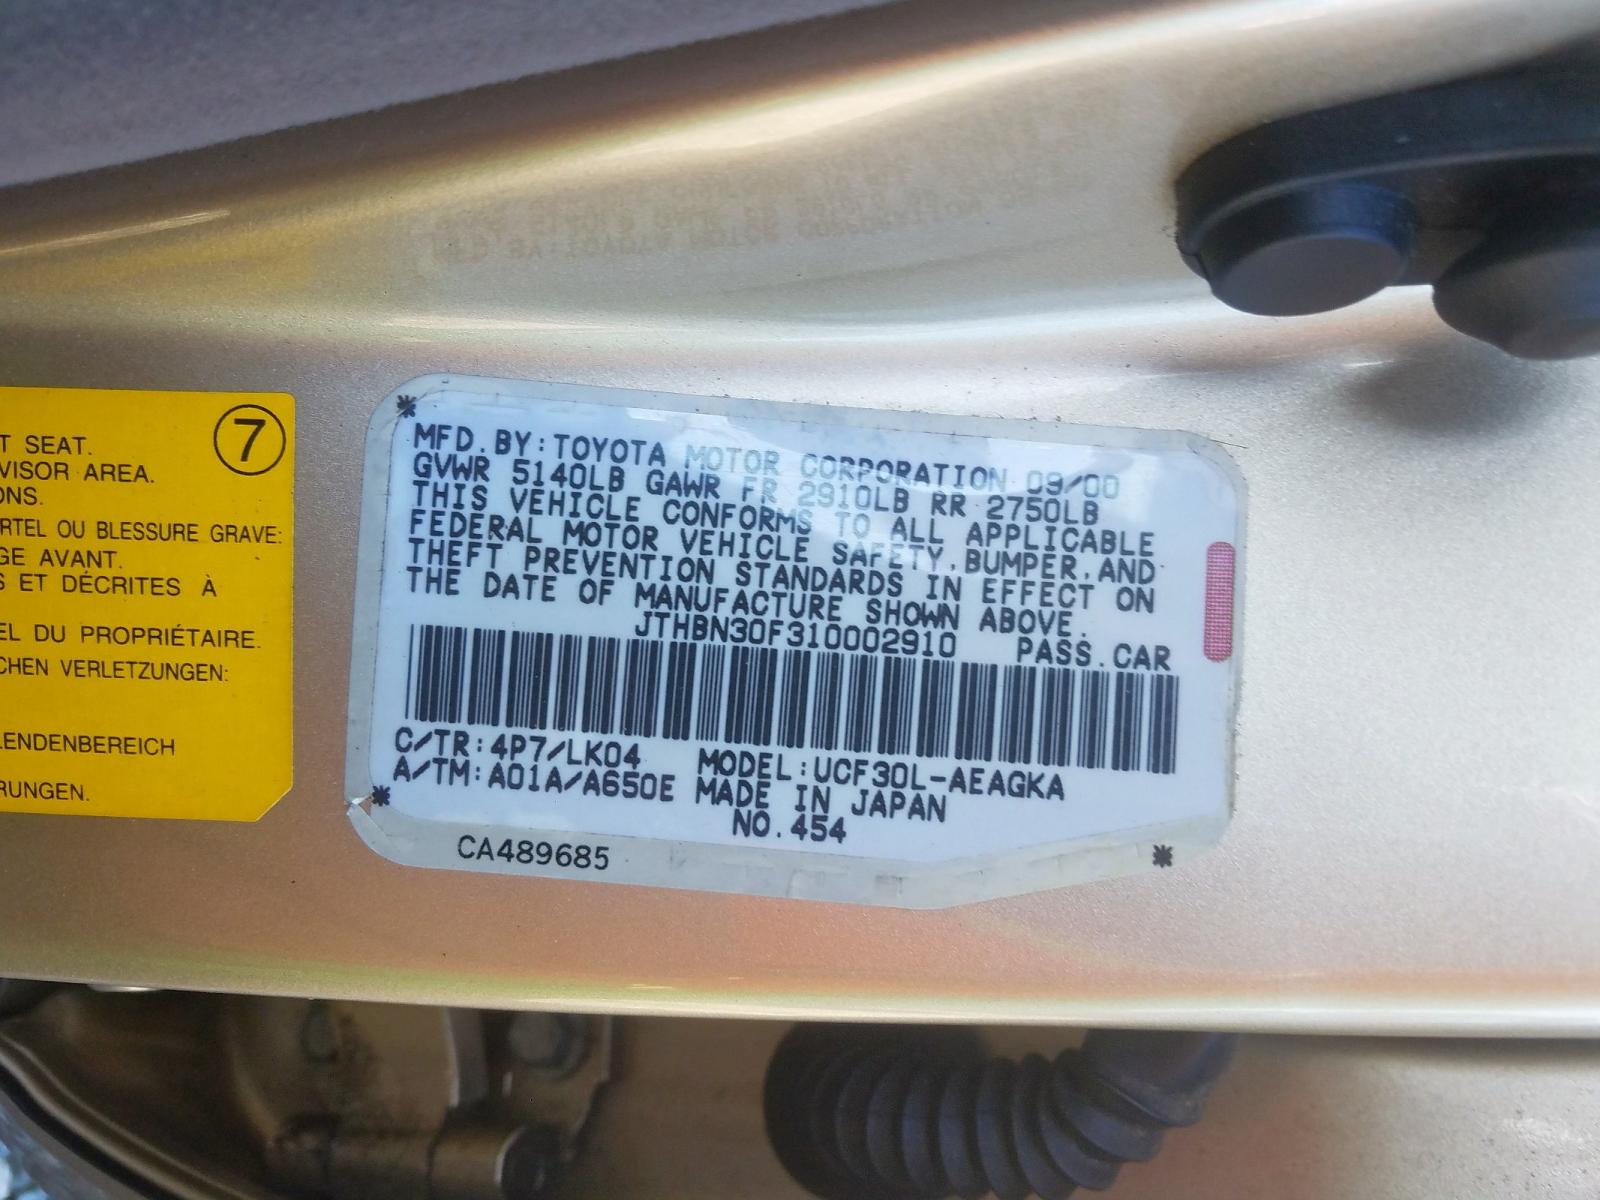 7
T SEAT.
VISOR AREA.
ONS.
RTEL OU BLESSURE GRAVE:
GE AVANT.
S ET DÉCRITES À
EL DU PROPRIÉTAIRE.
CHEN VERLETZUNGEN:
LENDENBEREICH
RUNGEN.
MFD. BY: TOYOTA MOTOR CORPORATION 09/00
GVWR 5140LB GAWR FR 2910LB RR 2750LB
THIS VEHICLE CONFORMS TO ALL APPLICABLE
FEDERAL MOTOR VEHICLE SAFETY, BUMPER, AND
THEFT PREVENTION STANDARDS IN EFFECT ON
THE DATE OF MANUFACTURE SHOWN ABOVE.
JTHBN30F310002910 PASS. CAR
C/TR: 4P7/LK04 MODEL: UCF30L-AEAGKA
A/TM: A01A/A650E MADE IN JAPAN
NO. 454
CA489685